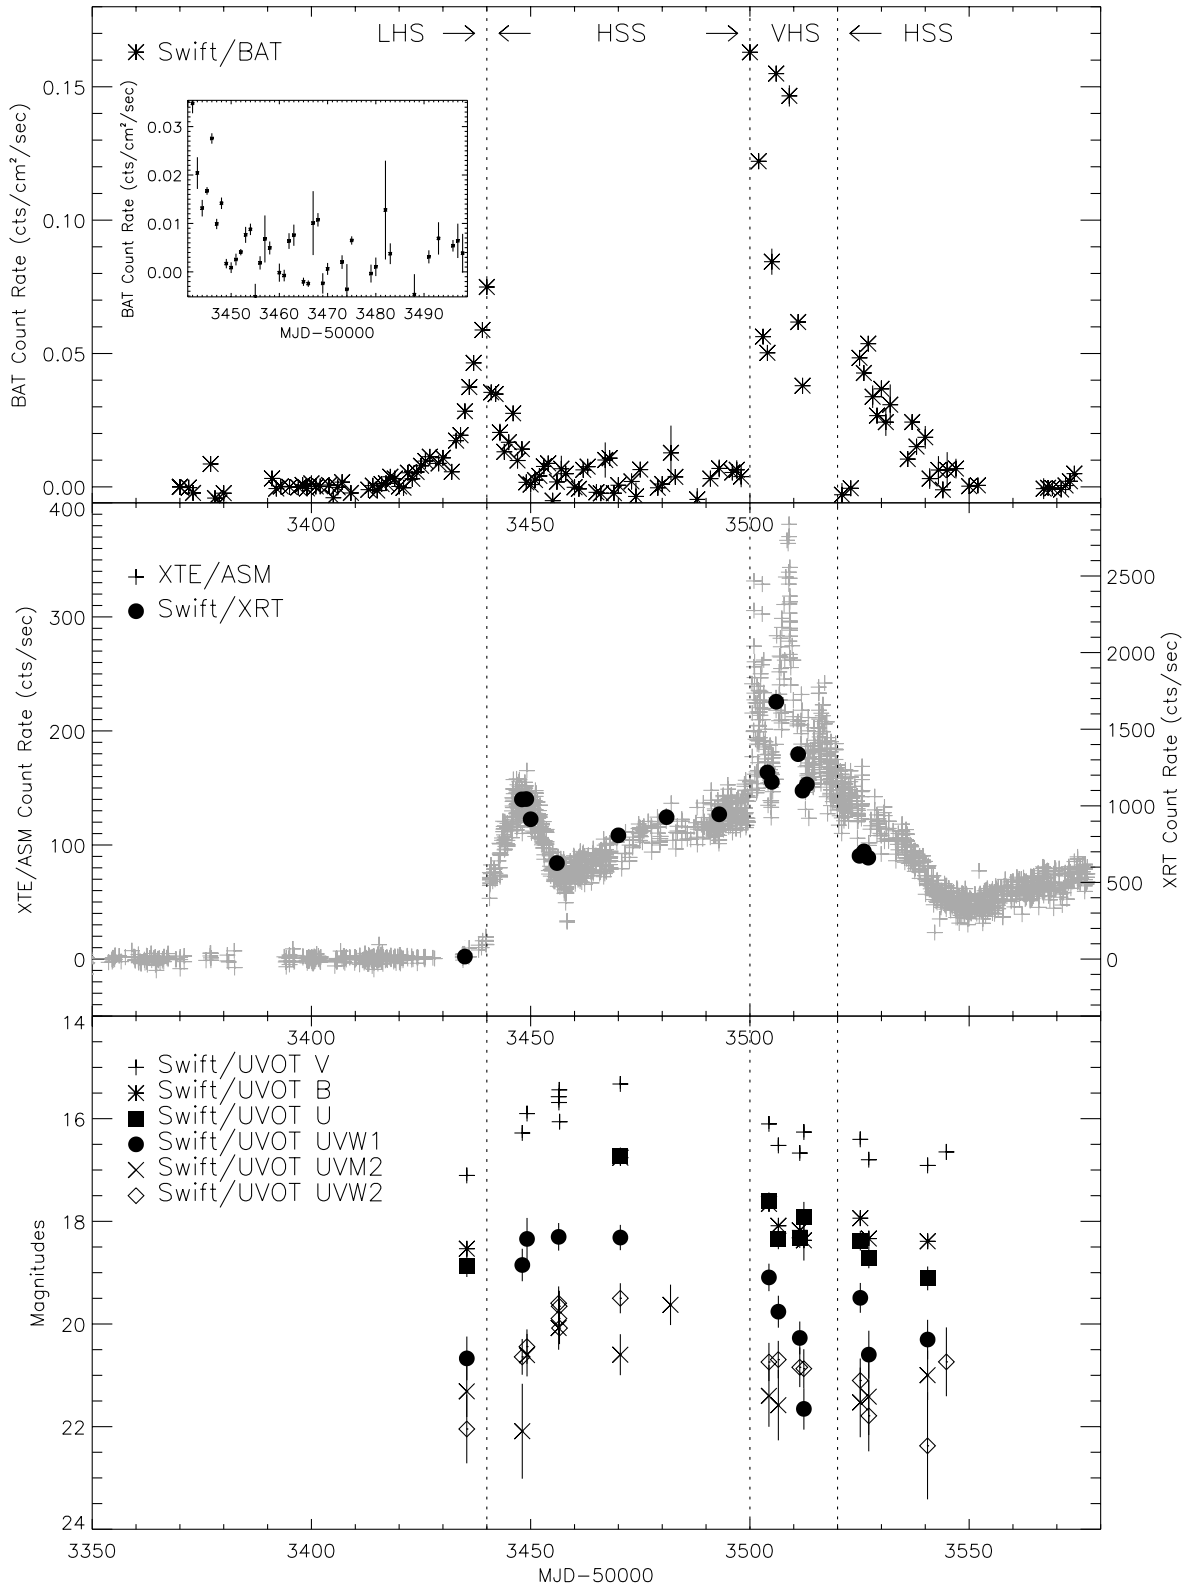 LHS HSS VHS HSS
Swift/BAT
0.15
0.10
0.05
0.00
BAT Count Rate (cts/cm²/sec)
0.03
0.02
0.01
0.00
BAT Count Rate (cts/cm²/sec)
3450 3460 3470 3480 3490
MJD−50000
3400 3450 3500
400
300
200
100
0
XTE/ASM Count Rate (cts/sec)
XTE/ASM
Swift/XRT
2500
2000
1500
1000
500
0
XRT Count Rate (cts/sec)
3400 3450 3500
14
16
18
20
22
24
Magnitudes
Swift/UVOT V
Swift/UVOT B
Swift/UVOT U
Swift/UVOT UVW1
Swift/UVOT UVM2
Swift/UVOT UVW2
3350 3400 3450 3500 3550
MJD−50000